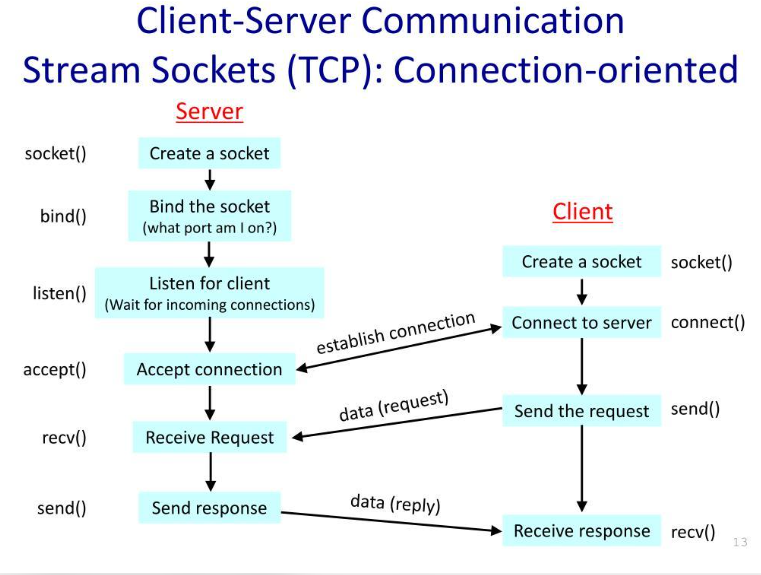 Client-Server Communication
Stream Sockets (TCP): Connection-oriented
Server
socket()
Create a socket
bind()
Bind the socket
(what port am I on?)
listen()
Listen for client
(Wait for incoming connections)
accept()
Accept connection
recv()
Receive Request
send()
Send response
establish connection
data (request)
data (reply)
Client
Create a socket
socket()
Connect to server
connect()
Send the request
send()
Receive response
recv()
13